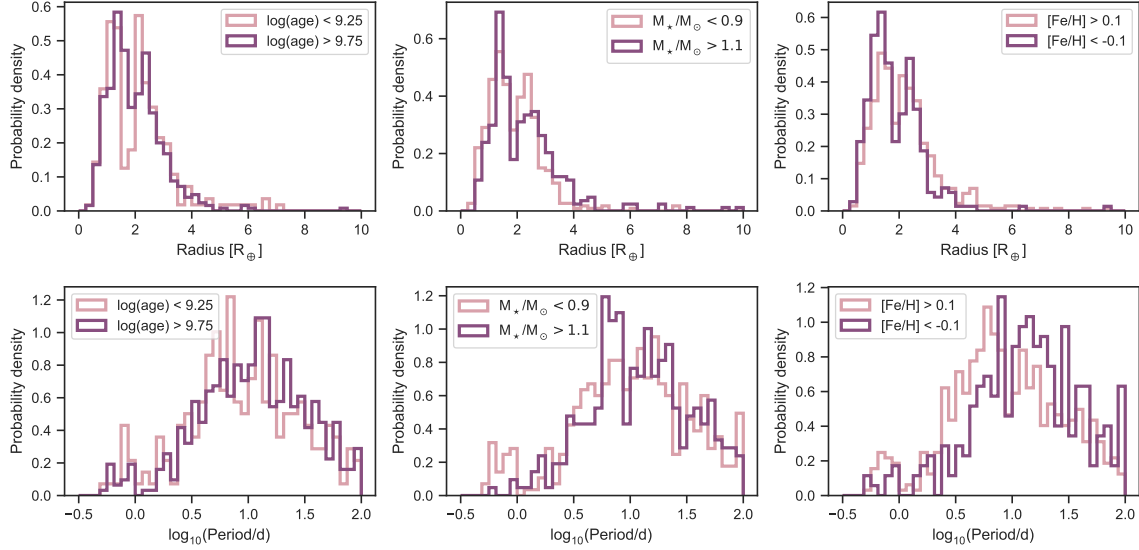 Probability density
0.6
0.5
0.4
0.3
0.2
0.1
0.0
log(age) < 9.25
log(age) > 9.75
0 2 4 6 8 10
Radius [R⊕]
Probability density
0.6
0.4
0.2
0.0
M⋆/M⊙ < 0.9
M⋆/M⊙ > 1.1
0 2 4 6 8 10
Radius [R⊕]
Probability density
0.6
0.5
0.4
0.3
0.2
0.1
0.0
[Fe/H] > 0.1
[Fe/H] < -0.1
0 2 4 6 8 10
Radius [R⊕]
Probability density
1.2
1.0
0.8
0.6
0.4
0.2
0.0
log(age) < 9.25
log(age) > 9.75
−0.5 0.0 0.5 1.0 1.5 2.0
log10(Period/d)
Probability density
1.2
1.0
0.8
0.6
0.4
0.2
0.0
M⋆/M⊙ < 0.9
M⋆/M⊙ > 1.1
−0.5 0.0 0.5 1.0 1.5 2.0
log10(Period/d)
Probability density
1.2
1.0
0.8
0.6
0.4
0.2
0.0
[Fe/H] > 0.1
[Fe/H] < -0.1
−0.5 0.0 0.5 1.0 1.5 2.0
log10(Period/d)